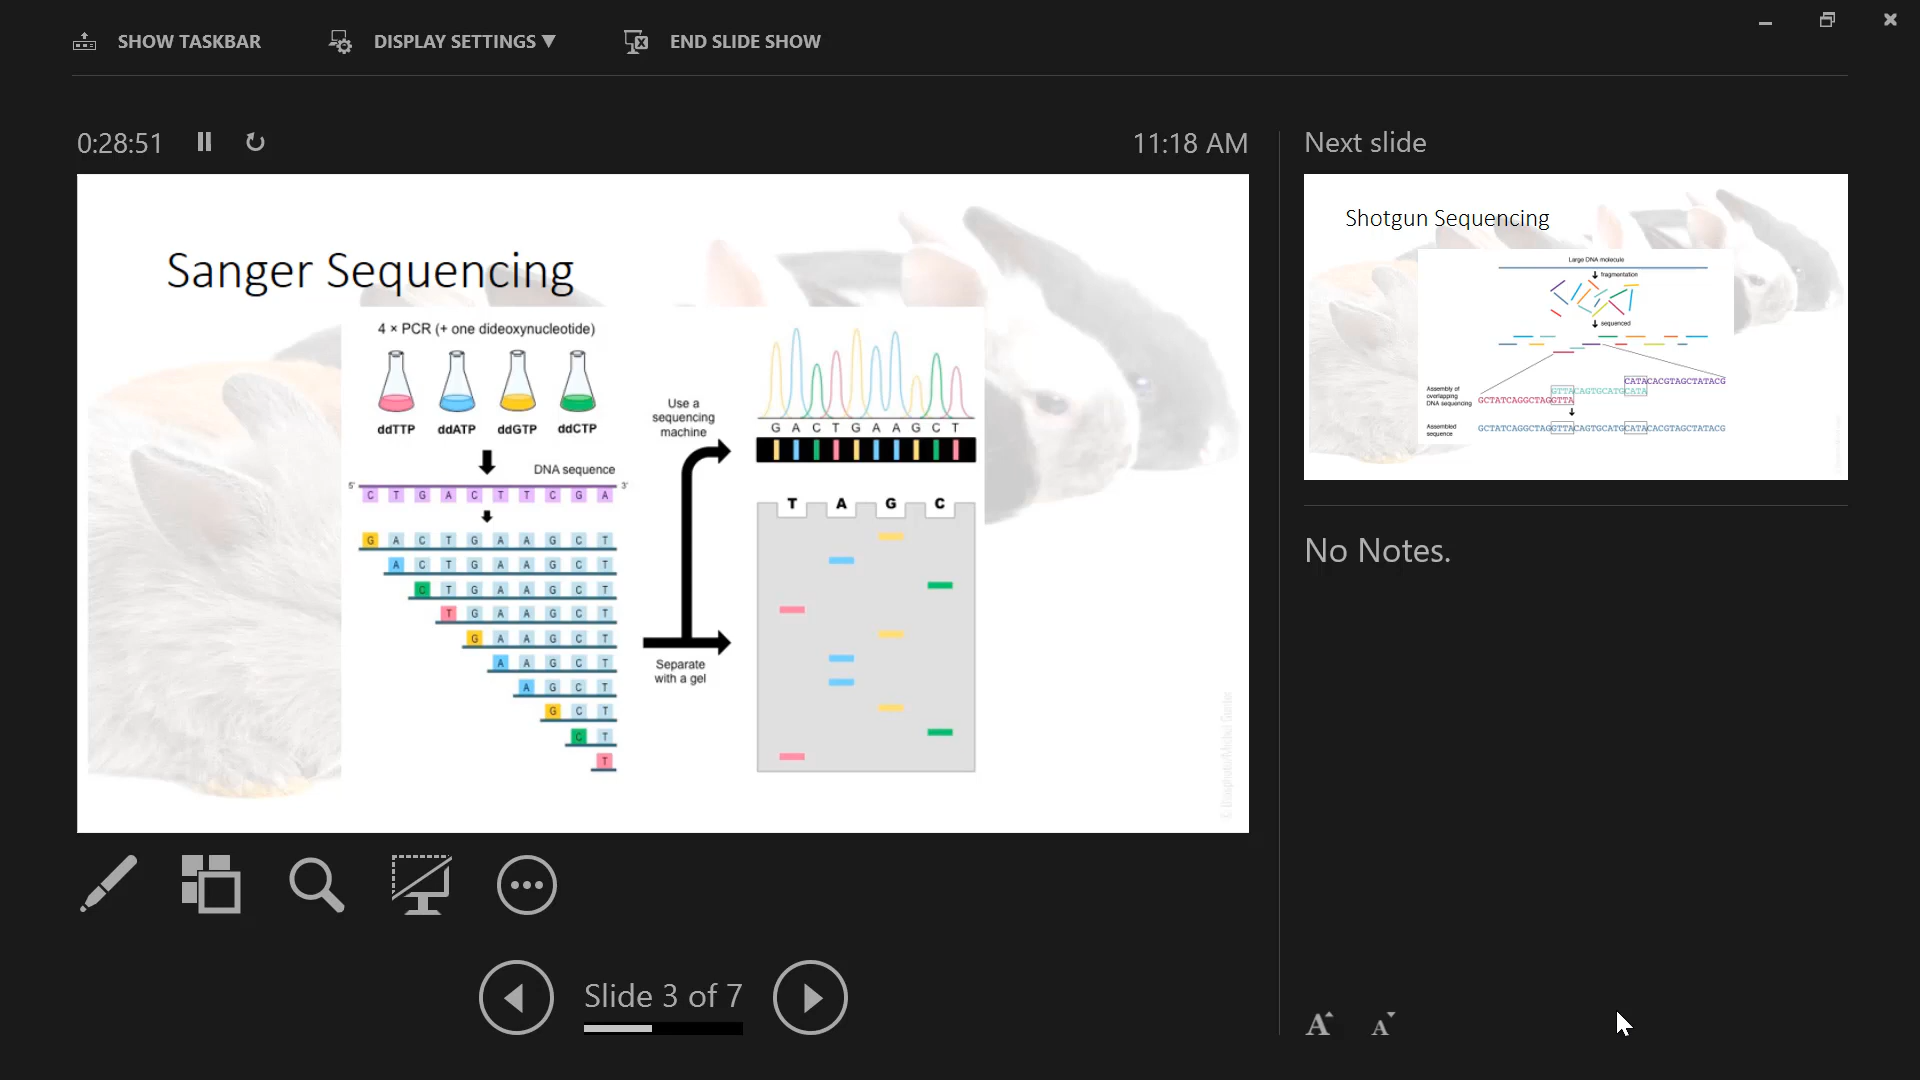 SHOW TASKBAR
DISPLAY SETTINGS ▼
END SLIDE SHOW
0:28:51
11:18 AM
Next slide
Sanger Sequencing
4 × PCR (+ one dideoxynucleotide)
ddTTP ddATP ddGTP ddCTP
DNA sequence
5' 3'
C T G A C T T C G A
G A C T G A A G C T
A C T G A A G C T
C T G A A G C T
T G A A G C T
G A A G C T
A A G C T
A G C T
G C T
C T
T
Use a
sequencing
machine
Separate
with a gel
G A C T G A A G C T
T A G C
Shotgun Sequencing
Large DNA molecule
fragmentation
sequenced
Assembly of
overlapping
DNA sequencing
CATACACGTAGCTATACG
GTTACAGTGCATGCATA
GCTATCAGGCTAGGTTA
Assembled
sequence
GCTATCAGGCTAGGTTACAGTGCATGCATACACGTAGCTATACG
No Notes.
Slide 3 of 7
A A